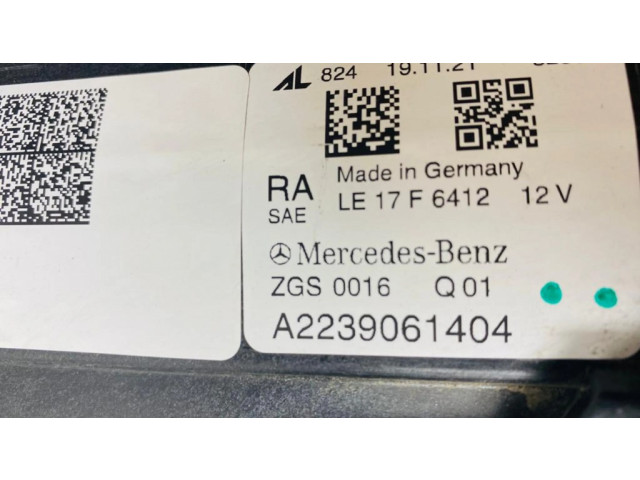 AL 824 19.11.21
Made in Germany
RA LE 17 F 6412 12 V
SAE
Mercedes-Benz
ZGS 0016 Q 01
A2239061404